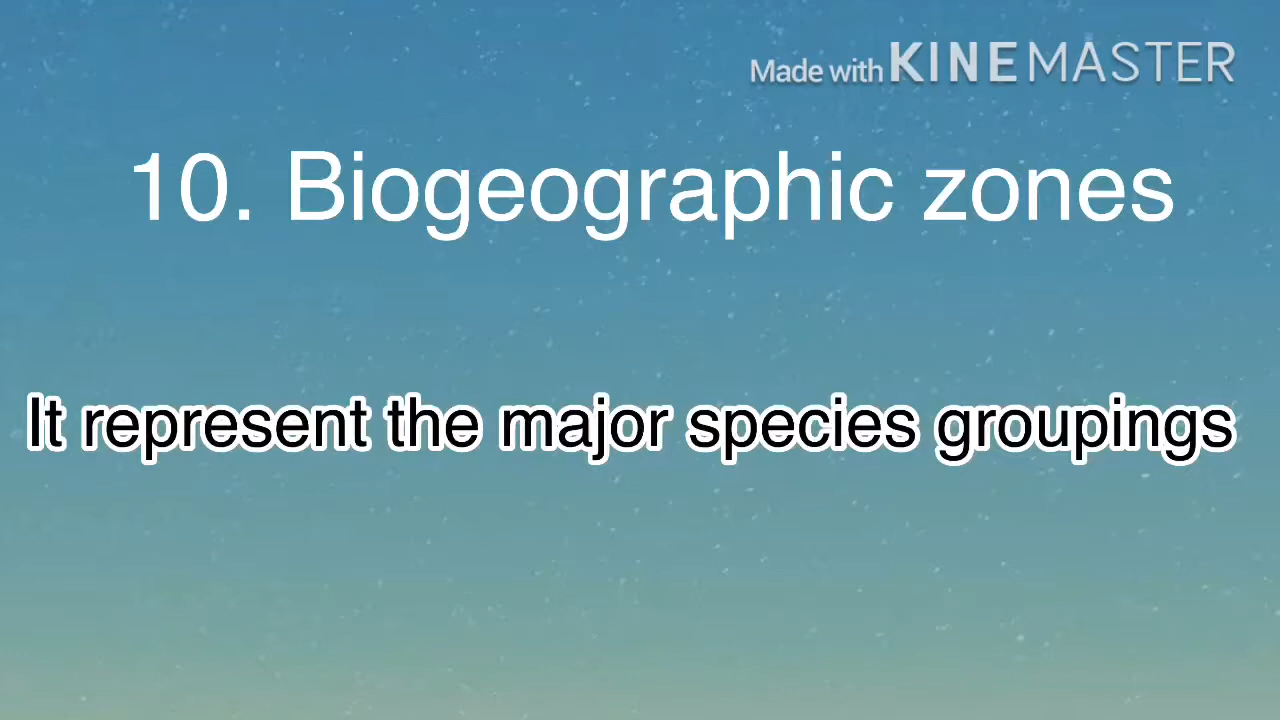 Made with KINEMASTER
10. Biogeographic zones
It represent the major species groupings